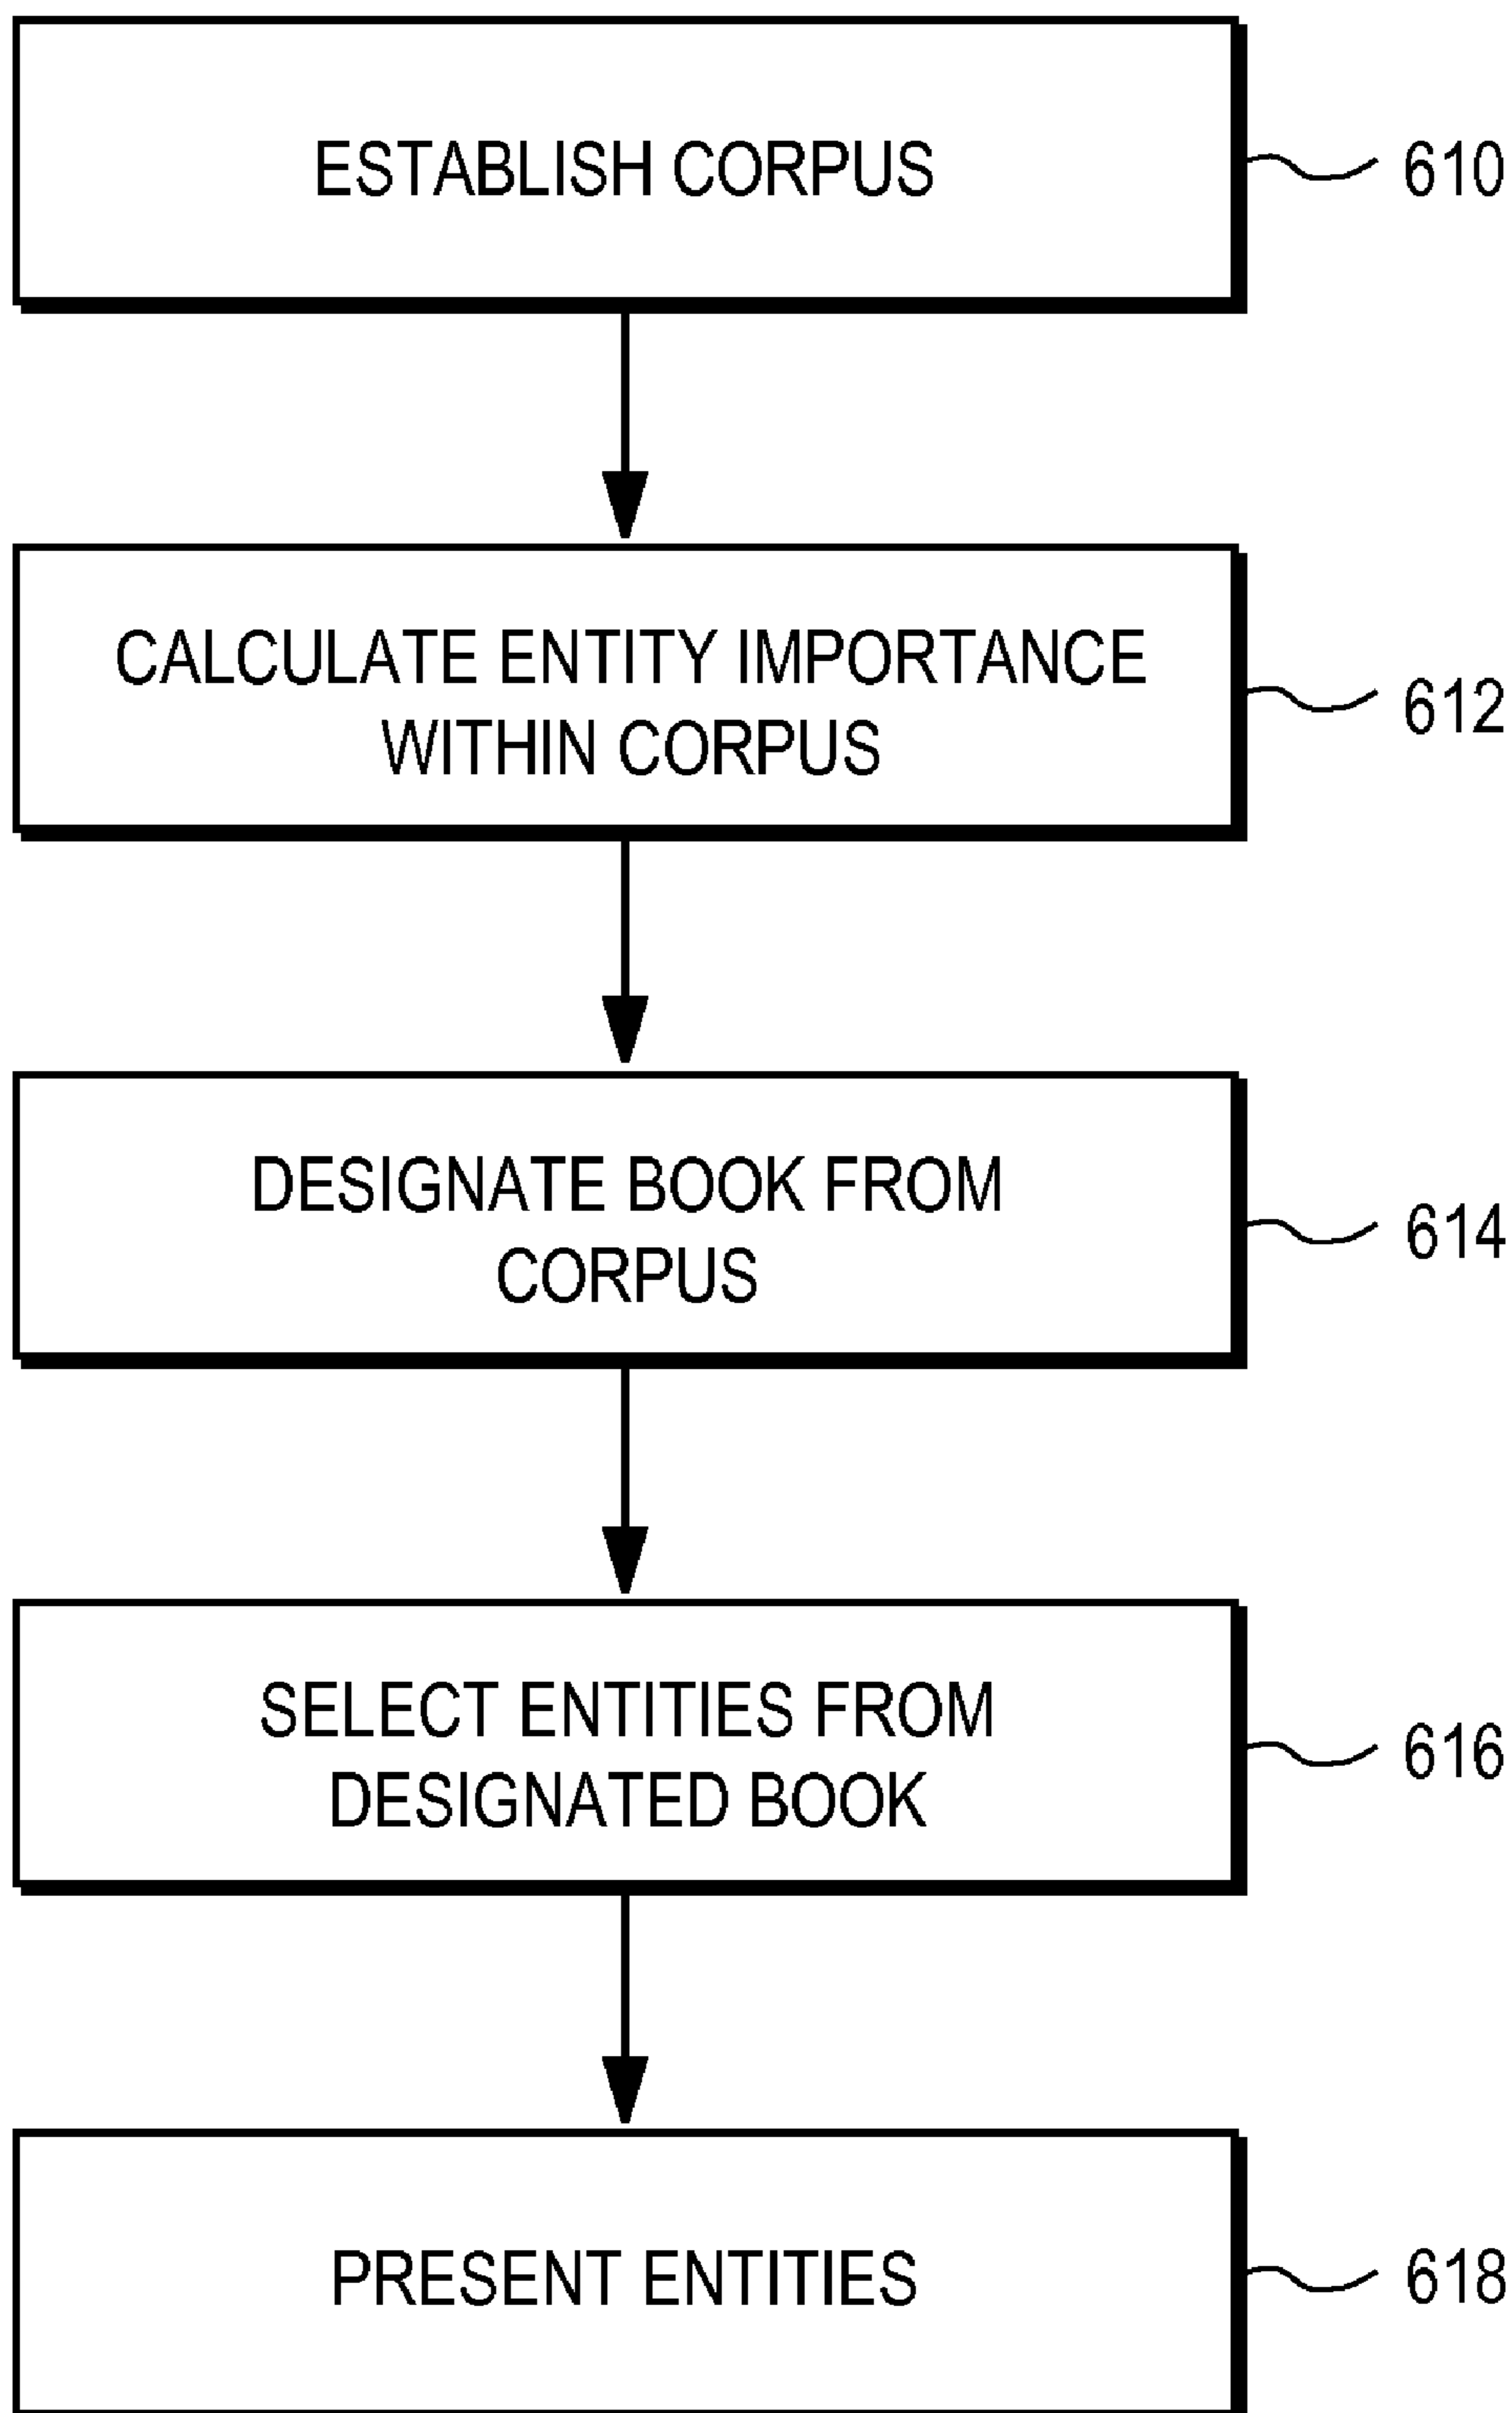 ESTABLISH CORPUS
610
CALCULATE ENTITY IMPORTANCE
WITHIN CORPUS
612
DESIGNATE BOOK FROM
CORPUS
614
SELECT ENTITIES FROM
DESIGNATED BOOK
616
PRESENT ENTITIES
618